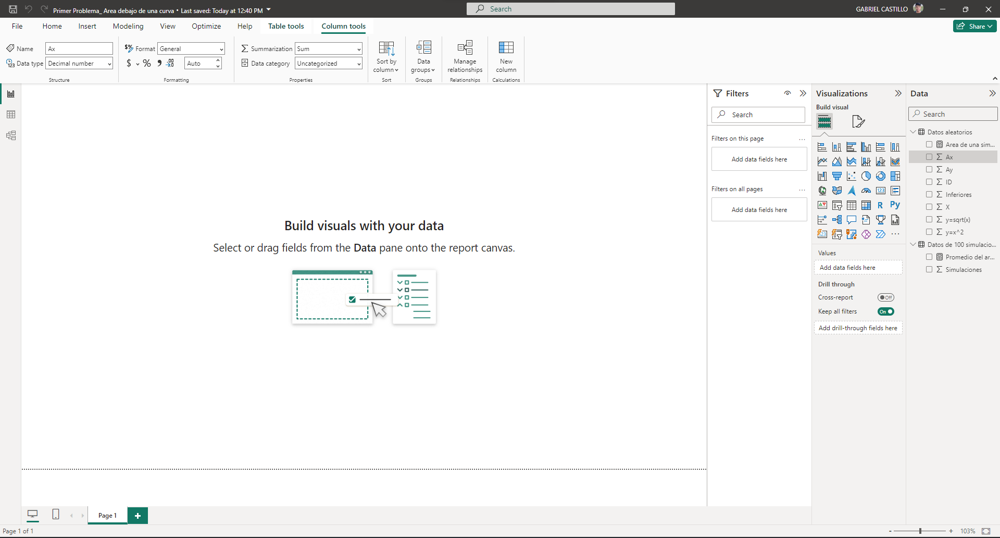 Primer Problema_ Area debajo de una curva • Last saved: Today at 12:40 PM
Search
GABRIEL CASTILLO
File
Home
Insert
Modeling
View
Optimize
Help
Table tools
Column tools
Share
Name
Ax
Data type
Decimal number
Structure
Format
General
$
%
Auto
Formatting
Summarization
Sum
Data category
Uncategorized
Properties
Sort by
column
Sort
Data
groups
Groups
Manage
relationships
Relationships
New
column
Calculations
Build visuals with your data
Select or drag fields from the Data pane onto the report canvas.
Filters
Search
Filters on this page
...
Add data fields here
Filters on all pages
...
Add data fields here
Visualizations
Build visual
123
R
Py
123
...
Values
Add data fields here
Drill through
Cross-report
Off
Keep all filters
On
Add drill-through fields here
Data
Search
Datos aleatorios
Area de una sim...
Ax
Ay
ID
Inferiores
X
y=sqrt(x)
y=x^2
Datos de 100 simulacio...
Promedio del ar...
Simulaciones
Page 1
+
Page 1 of 1
-
+
103%